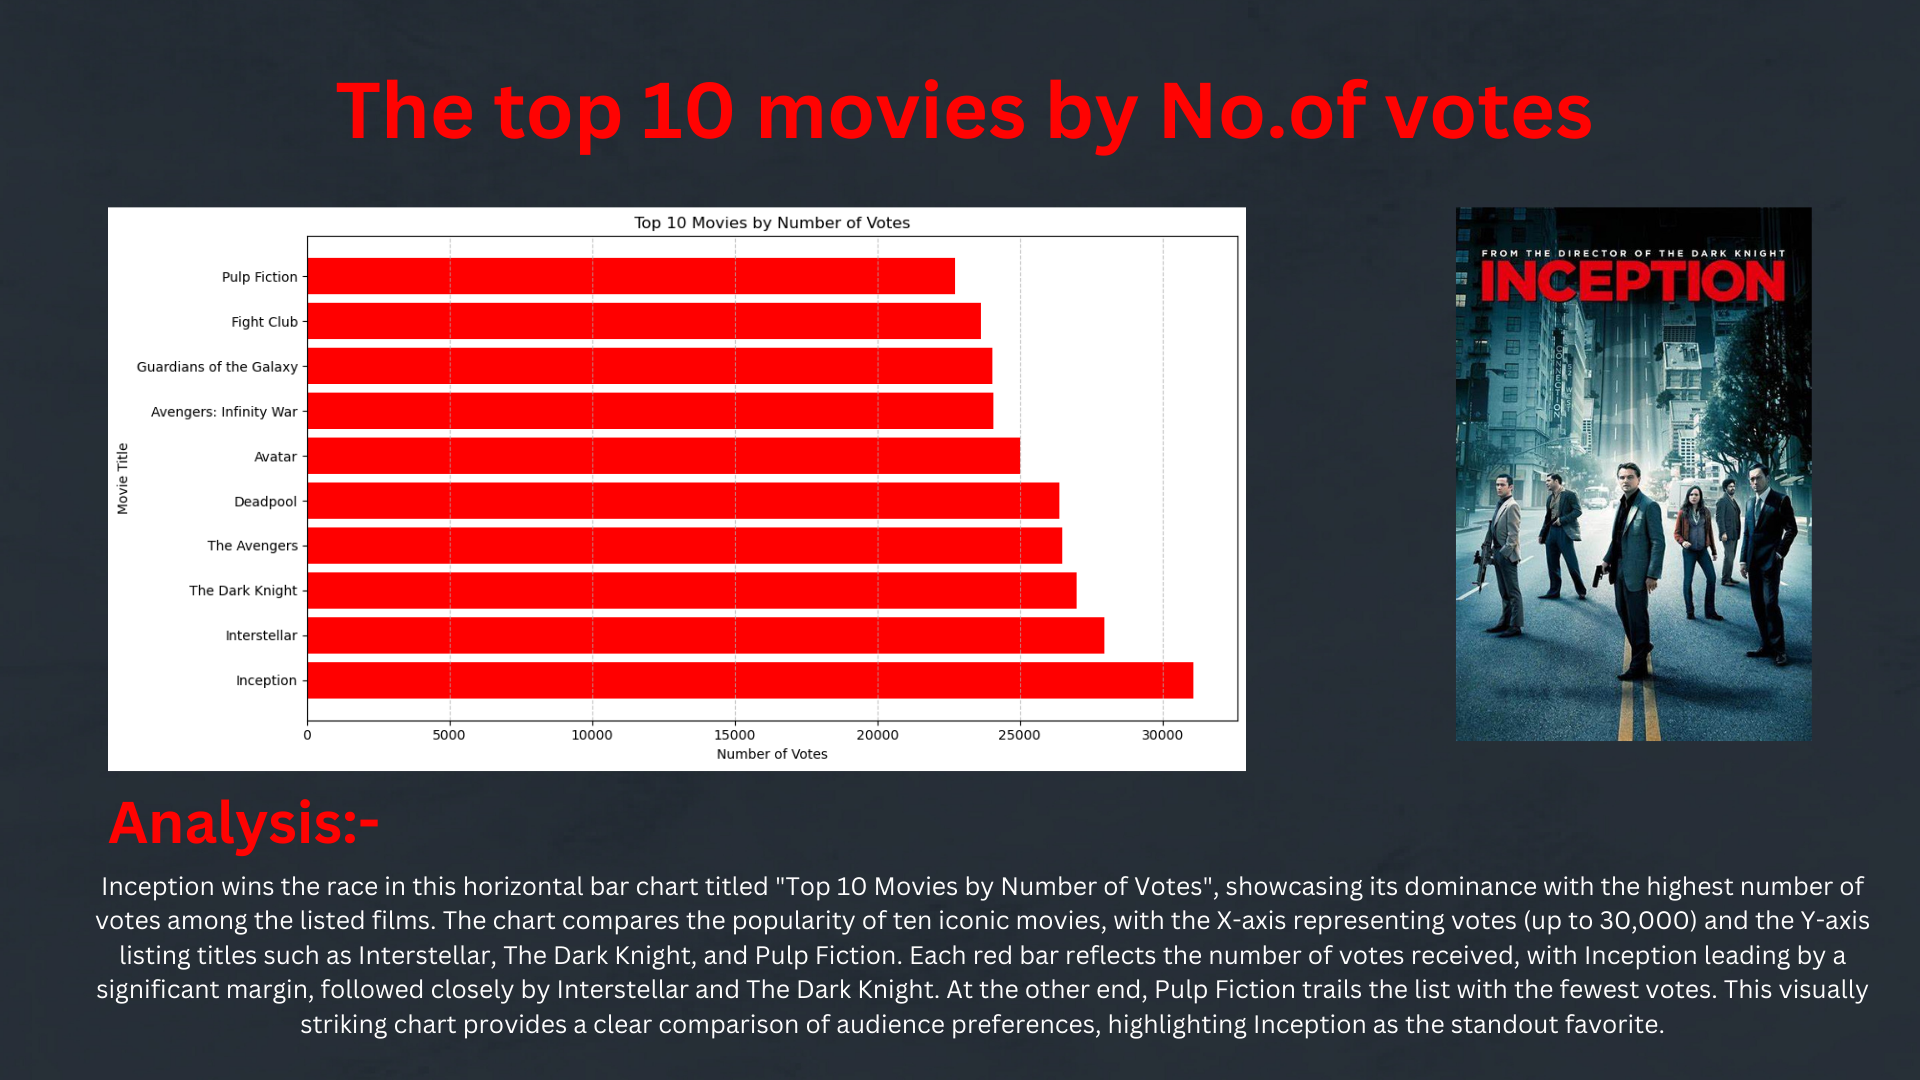 The top 10 movies by No.of votes
Top 10 Movies by Number of Votes
Movie Title
Pulp Fiction
Fight Club
Guardians of the Galaxy
Avengers: Infinity War
Avatar
Deadpool
The Avengers
The Dark Knight
Interstellar
Inception
0 5000 10000 15000 20000 25000 30000
Number of Votes
FROM THE DIRECTOR OF THE DARK KNIGHT
INCEPTION
Analysis:-
Inception wins the race in this horizontal bar chart titled "Top 10 Movies by Number of Votes", showcasing its dominance with the highest number of
votes among the listed films. The chart compares the popularity of ten iconic movies, with the X-axis representing votes (up to 30,000) and the Y-axis
listing titles such as Interstellar, The Dark Knight, and Pulp Fiction. Each red bar reflects the number of votes received, with Inception leading by a
significant margin, followed closely by Interstellar and The Dark Knight. At the other end, Pulp Fiction trails the list with the fewest votes. This visually
striking chart provides a clear comparison of audience preferences, highlighting Inception as the standout favorite.